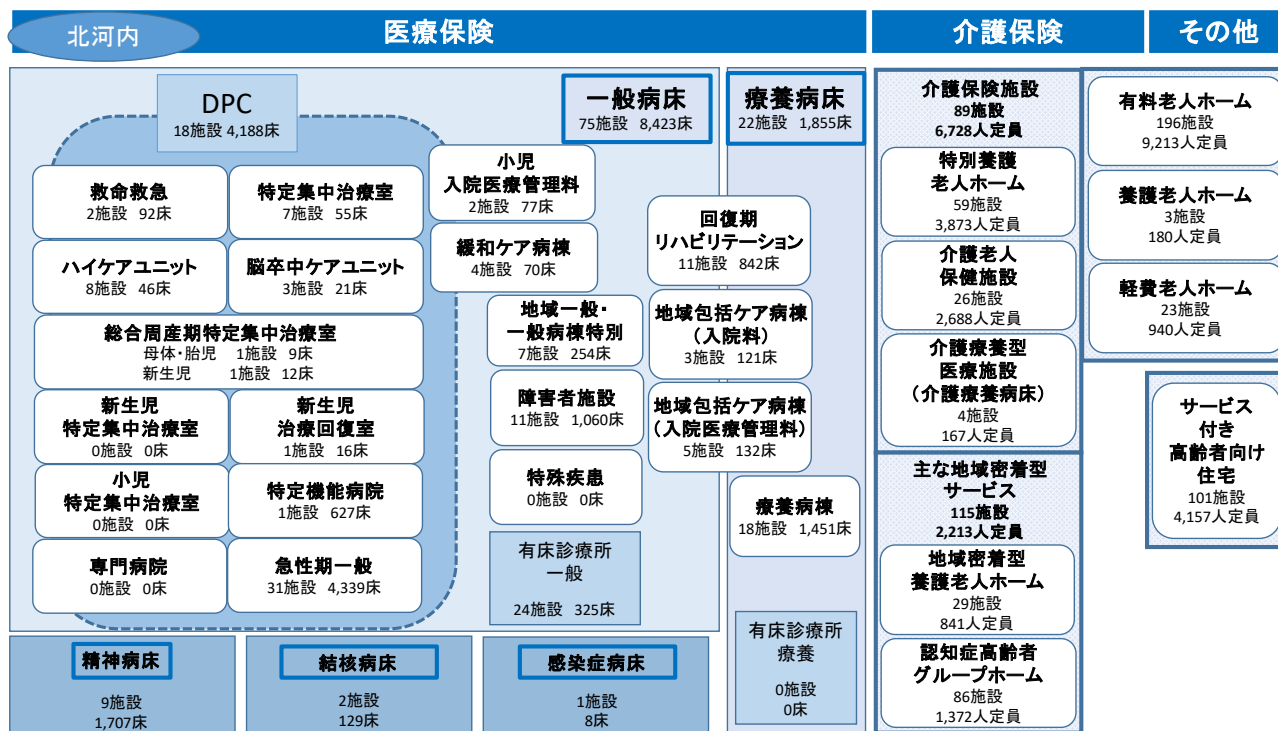 北河内
医療保険
介護保険
その他
DPC
18施設 4,188床
一般病床
75施設 8,423床
療養病床
22施設 1,855床
救命救急
2施設 92床
特定集中治療室
7施設 55床
小児
入院医療管理料
2施設 77床
ハイケアユニット
8施設 46床
脳卒中ケアユニット
3施設 21床
緩和ケア病棟
4施設 70床
回復期
リハビリテーション
11施設 842床
総合周産期特定集中治療室
母体・胎児 1施設 9床
新生児 1施設 12床
地域一般・
一般病棟特別
7施設 254床
地域包括ケア病棟
(入院料)
3施設 121床
新生児
特定集中治療室
0施設 0床
新生児
治療回復室
1施設 16床
障害者施設
11施設 1,060床
地域包括ケア病棟
(入院医療管理料)
5施設 132床
小児
特定集中治療室
0施設 0床
特定機能病院
1施設 627床
特殊疾患
0施設 0床
療養病棟
18施設 1,451床
専門病院
0施設 0床
急性期一般
31施設 4,339床
有床診療所
一般
24施設 325床
有床診療所
療養
0施設
0床
精神病床
9施設
1,707床
結核病床
2施設
129床
感染症病床
1施設
8床
介護保険施設
89施設
6,728人定員
特別養護
老人ホーム
59施設
3,873人定員
介護老人
保健施設
26施設
2,688人定員
介護療養型
医療施設
(介護療養病床)
4施設
167人定員
主な地域密着型
サービス
115施設
2,213人定員
地域密着型
養護老人ホーム
29施設
841人定員
認知症高齢者
グループホーム
86施設
1,372人定員
有料老人ホーム
196施設
9,213人定員
養護老人ホーム
3施設
180人定員
軽費老人ホーム
23施設
940人定員
サービス
付き
高齢者向け
住宅
101施設
4,157人定員